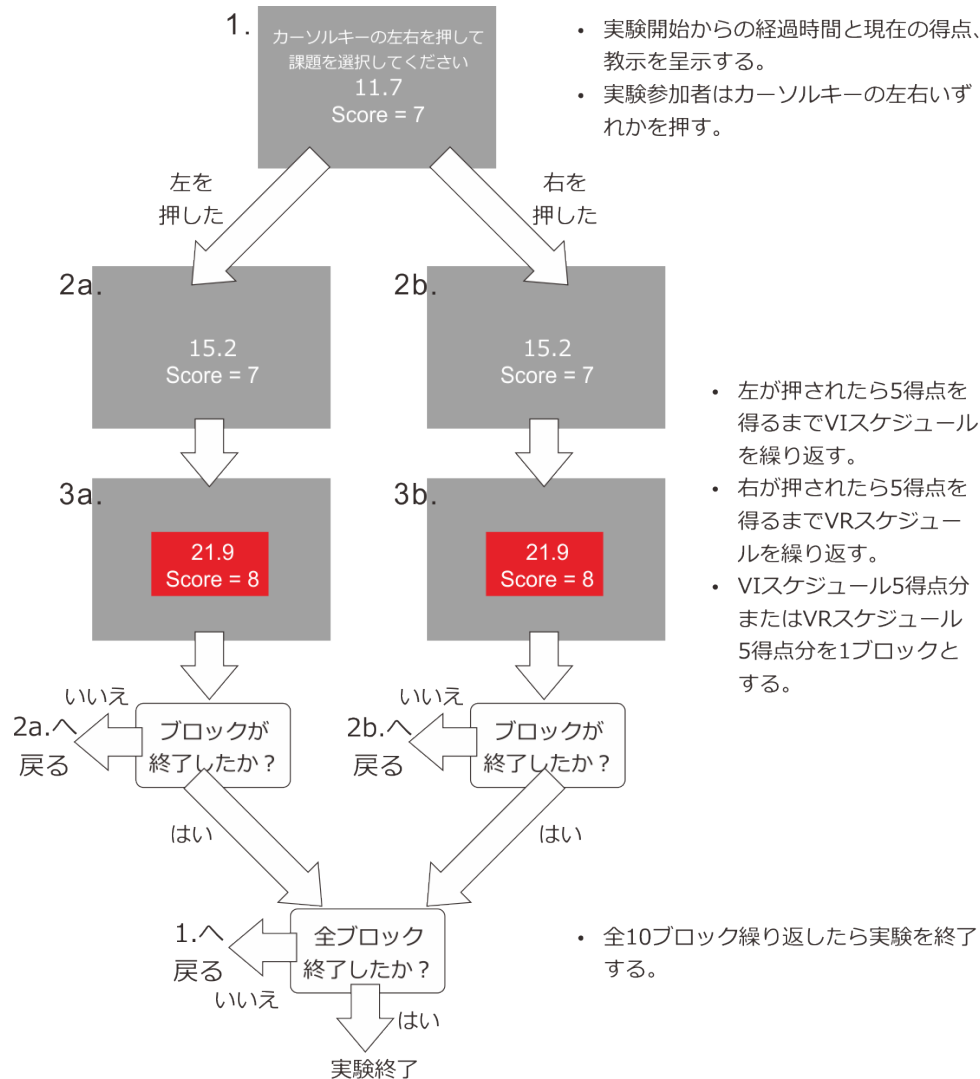 1.
カーソルキーの左右を押して
課題を選択してください
11.7
Score = 7
• 実験開始からの経過時間と現在の得点、
教示を呈示する。
• 実験参加者はカーソルキーの左右いず
れかを押す。
左を
押した
右を
押した
2a.
15.2
Score = 7
2b.
15.2
Score = 7
3a.
21.9
Score = 8
3b.
21.9
Score = 8
• 左が押されたら5得点を
得るまでVIスケジュール
を繰り返す。
• 右が押されたら5得点を
得るまでVRスケジュー
ルを繰り返す。
• VIスケジュール5得点分
またはVRスケジュール
5得点分を1ブロックと
する。
いいえ
2a.へ
戻る
ブロックが
終了したか？
いいえ
2b.へ
戻る
ブロックが
終了したか？
はい
はい
1.へ
戻る
いいえ
全ブロック
終了したか？
• 全10ブロック繰り返したら実験を終了
する。
はい
実験終了